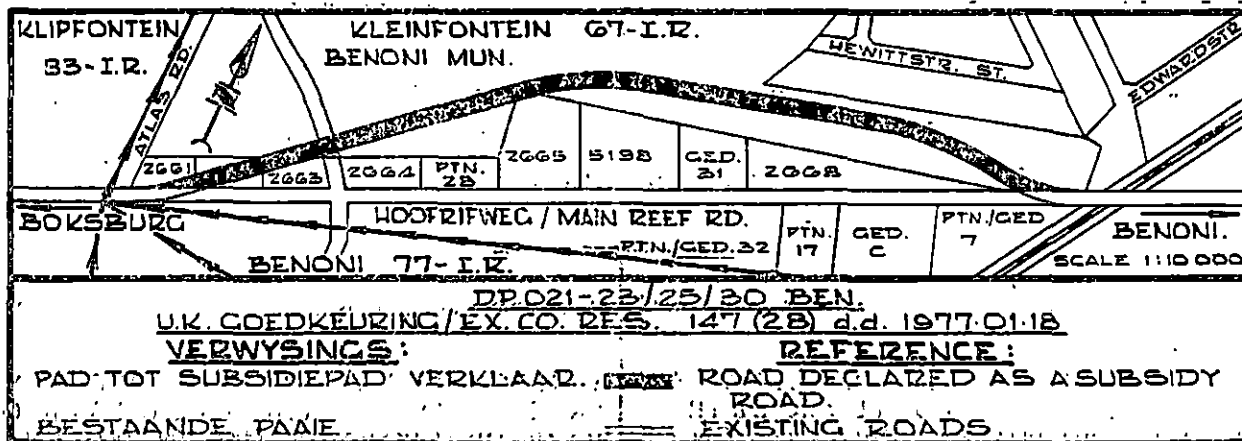 KLIPFONTEIN
33-I.R.
KLEINFONTEIN 67-I.R.
BENONI MUN.
ATLAS RD.
HEWITTSTR. ST.
EDWARDSTR
2661
2663
2664
PTN. 28
2665
5198
GED. 31
2668
BOKSBURG
HOOFRIFWEG / MAIN REEF RD.
PTN./GED. 32
PTN. 17
GED. C
PTN./GED 7
BENONI.
BENONI 77-I.R.
SCALE 1:10 000
D.P. 021-23/25/30 BEN.
U.K. GOEDKEURING/EX. CO. RES. 147 (28) d.d. 1977.01.18
VERWYSINGS:
REFERENCE:
PAD TOT SUBSIDIEPAD VERKLAAR.
ROAD DECLARED AS A SUBSIDY
ROAD.
BESTAANDE PAAIE
EXISTING ROADS